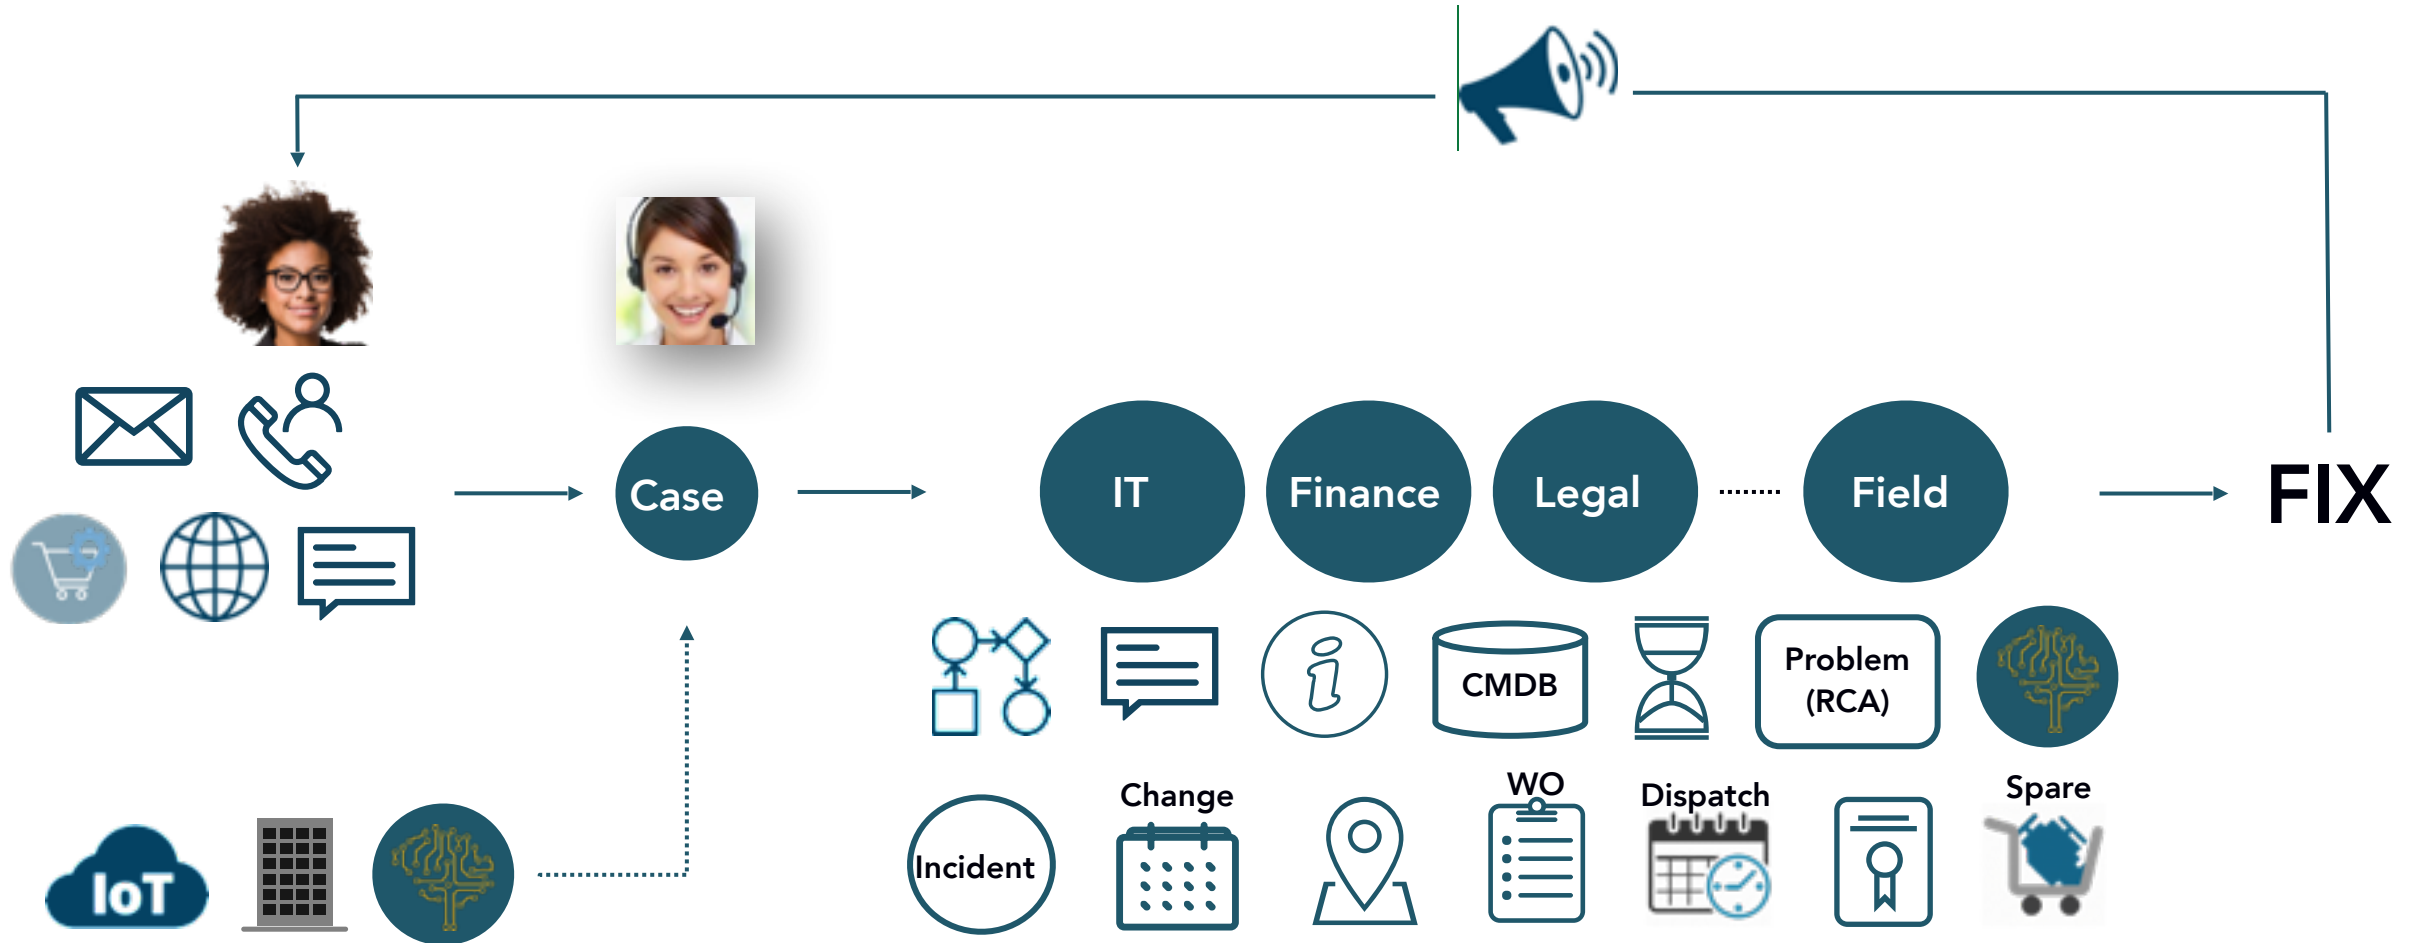 Case
IT
Finance
Legal
Field
FIX
i
CMDB
Problem
(RCA)
IoT
Incident
Change
WO
Dispatch
Spare